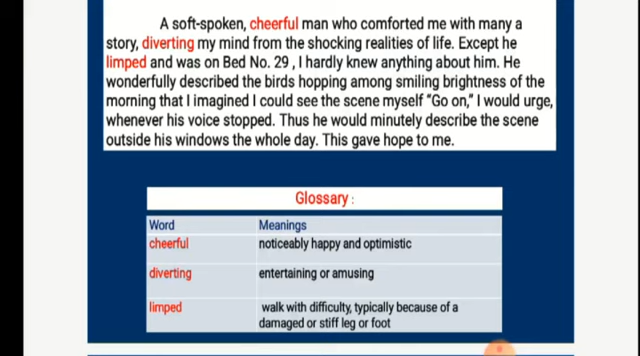 A soft-spoken, cheerful man who comforted me with many a
story, diverting my mind from the shocking realities of life. Except he
limped and was on Bed No. 29 , I hardly knew anything about him. He
wonderfully described the birds hopping among smiling brightness of the
morning that I imagined I could see the scene myself “Go on,” I would urge,
whenever his voice stopped. Thus he would minutely describe the scene
outside his windows the whole day. This gave hope to me.
Glossary :
Word Meanings
cheerful noticeably happy and optimistic
diverting entertaining or amusing
limped walk with difficulty, typically because of a
damaged or stiff leg or foot